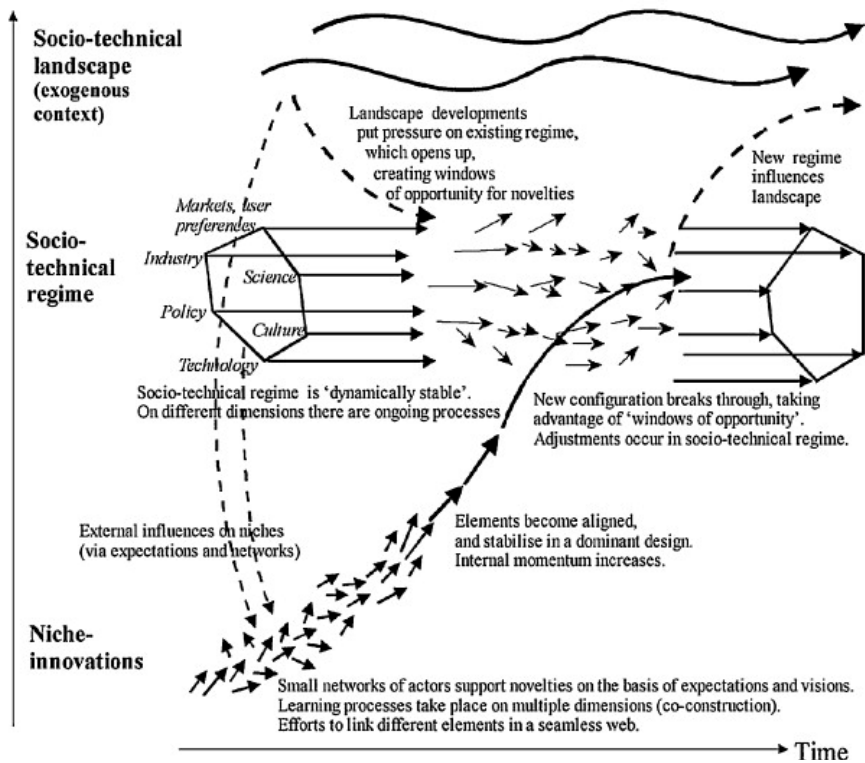 Socio-technical
landscape
(exogenous
context)
Landscape developments
put pressure on existing regime,
which opens up,
creating windows
of opportunity for novelties
New regime
influences
landscape
Markets, user
preferences
Socio-
technical
regime
Industry
Science
Policy
Culture
Technology
Socio-technical regime is ‘dynamically stable’.
On different dimensions there are ongoing processes
New configuration breaks through, taking
advantage of ‘windows of opportunity’.
Adjustments occur in socio-technical regime.
External influences on niches
(via expectations and networks)
Elements become aligned,
and stabilise in a dominant design.
Internal momentum increases.
Niche-
innovations
Small networks of actors support novelties on the basis of expectations and visions.
Learning processes take place on multiple dimensions (co-construction).
Efforts to link different elements in a seamless web.
Time